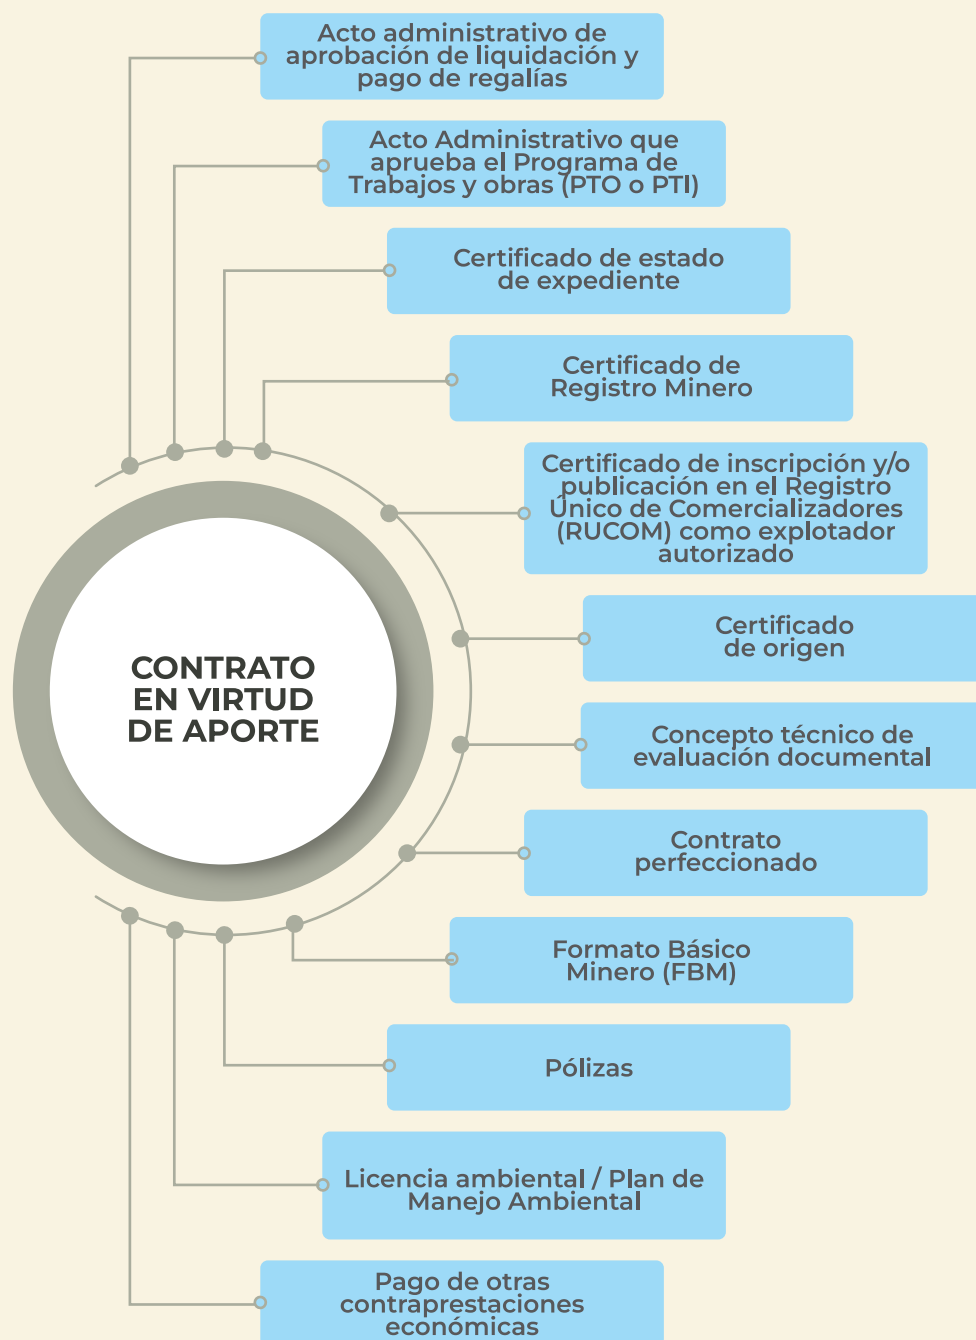 Acto administrativo de
aprobación de liquidación y
pago de regalías
Acto Administrativo que
aprueba el Programa de
Trabajos y obras (PTO o PTI)
Certificado de estado
de expediente
Certificado de
Registro Minero
Certificado de inscripción y/o
publicación en el Registro
Único de Comercializadores
(RUCOM) como explotador
autorizado
Certificado
de origen
CONTRATO
EN VIRTUD
DE APORTE
Concepto técnico de
evaluación documental
Contrato
perfeccionado
Formato Básico
Minero (FBM)
Pólizas
Licencia ambiental / Plan de
Manejo Ambiental
Pago de otras
contraprestaciones
económicas